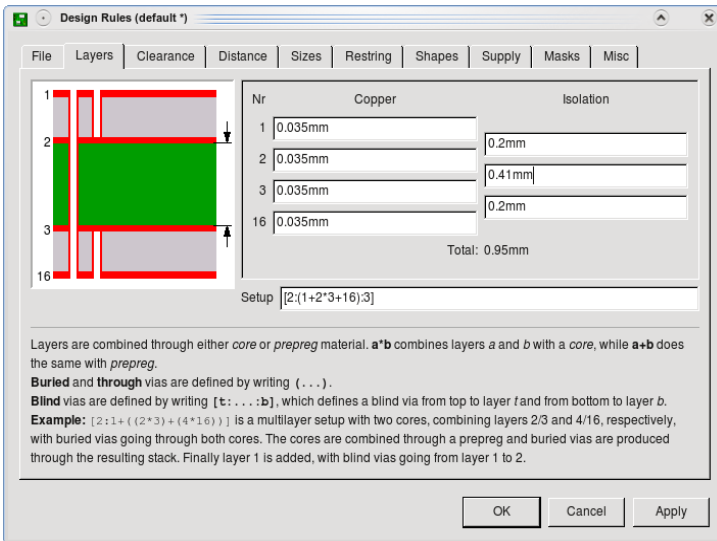 Design Rules (default *)
File Layers Clearance Distance Sizes Restring Shapes Supply Masks Misc
1
2
3
16
Nr Copper Isolation
1 0.035mm
0.2mm
2 0.035mm
0.41mm
3 0.035mm
0.2mm
16 0.035mm
Total: 0.95mm
Setup [2:(1+2*3+16):3]
Layers are combined through either core or prepreg material. a*b combines layers a and b with a core, while a+b does
the same with prepreg.
Buried and through vias are defined by writing (...).
Blind vias are defined by writing [t:...:b], which defines a blind via from top to layer t and from bottom to layer b.
Example: [2:1+((2*3)+(4*16))] is a multilayer setup with two cores, combining layers 2/3 and 4/16, respectively,
with buried vias going through both cores. The cores are combined through a prepreg and buried vias are produced
through the resulting stack. Finally layer 1 is added, with blind vias going from layer 1 to 2.
OK Cancel Apply